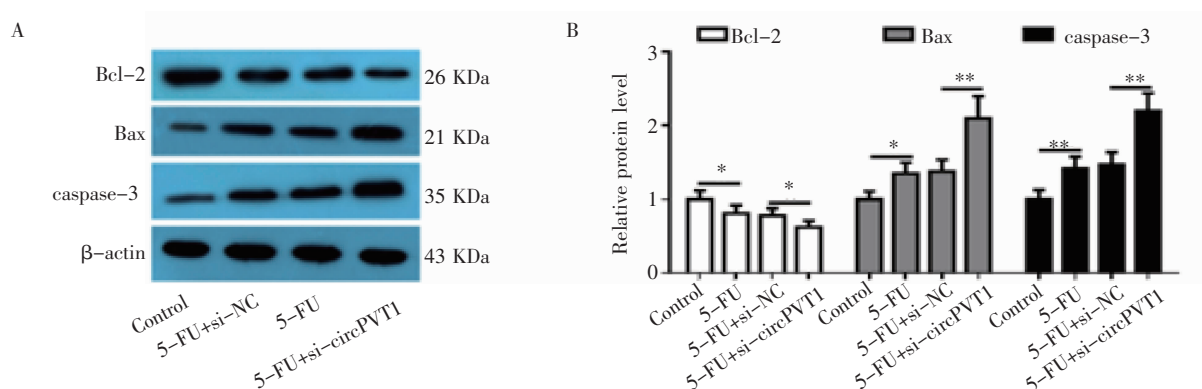 A
Bcl-2
26 KDa
Bax
21 KDa
caspase-3
35 KDa
β-actin
43 KDa
Control
5-FU+si-NC
5-FU
5-FU+si-circPVT1
B
Bcl-2 Bax caspase-3
Relative protein level
3
2
1
0
* * * ** ** **
Control
5-FU
5-FU+si-NC
5-FU+si-circPVT1
Control
5-FU
5-FU+si-NC
5-FU+si-circPVT1
Control
5-FU
5-FU+si-NC
5-FU+si-circPVT1